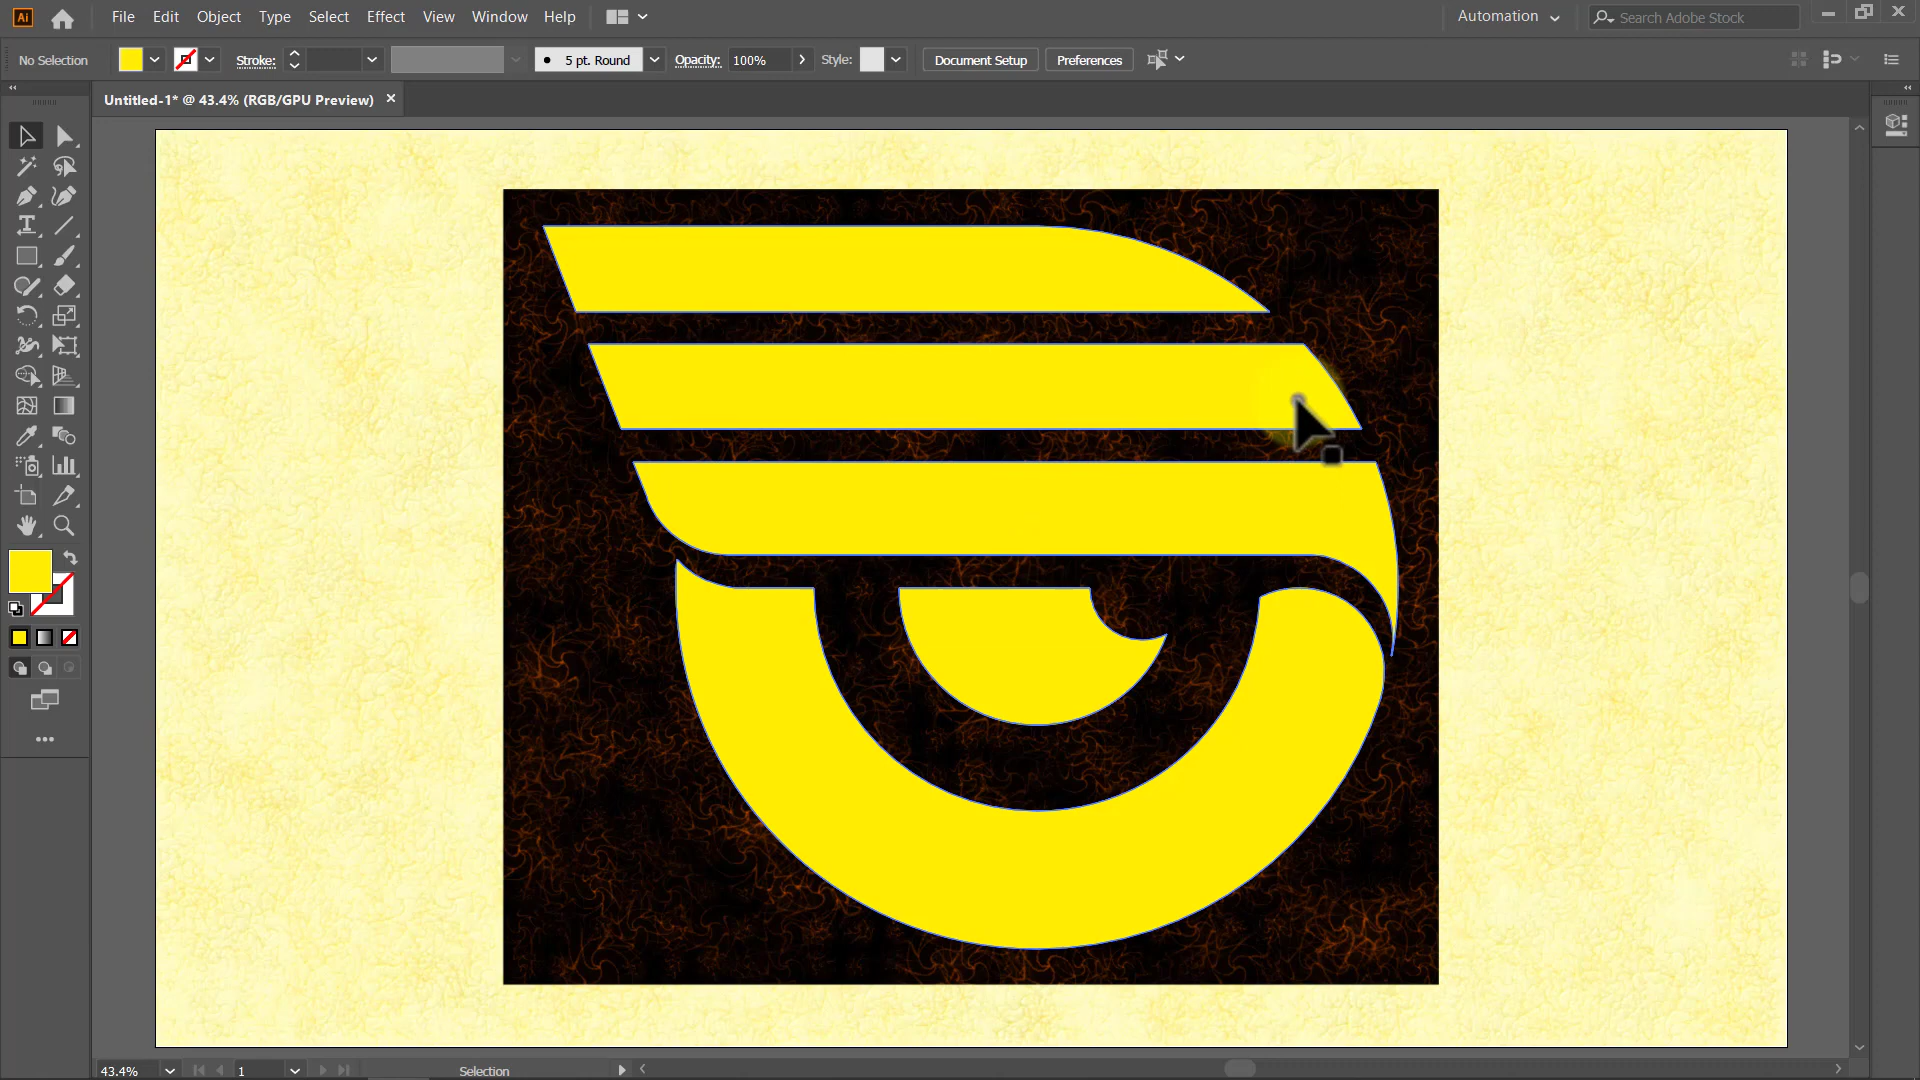 Ai File Edit Object Type Select Effect View Window Help Automation Search Adobe Stock
No Selection Stroke: 5 pt. Round Opacity: 100% Style: Document Setup Preferences
Untitled-1* @ 43.4% (RGB/GPU Preview)
43.4% 1 Selection